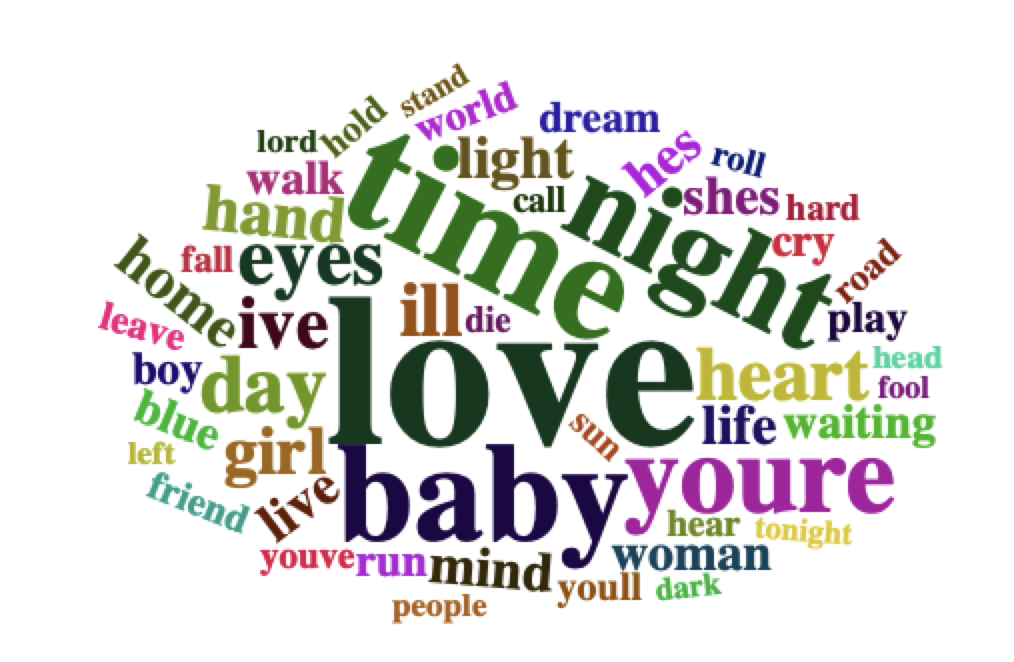 stand
world
hold
dream
lord
time
light
hes
roll
walk
call
night
shes
hard
hand
cry
fall
eyes
road
home
ive
ill
die
play
leave
love
heart
head
boy
day
fool
blue
sun
life
waiting
left
girl
baby
youre
friend
live
hear
tonight
youve
run
mind
woman
youll
dark
people